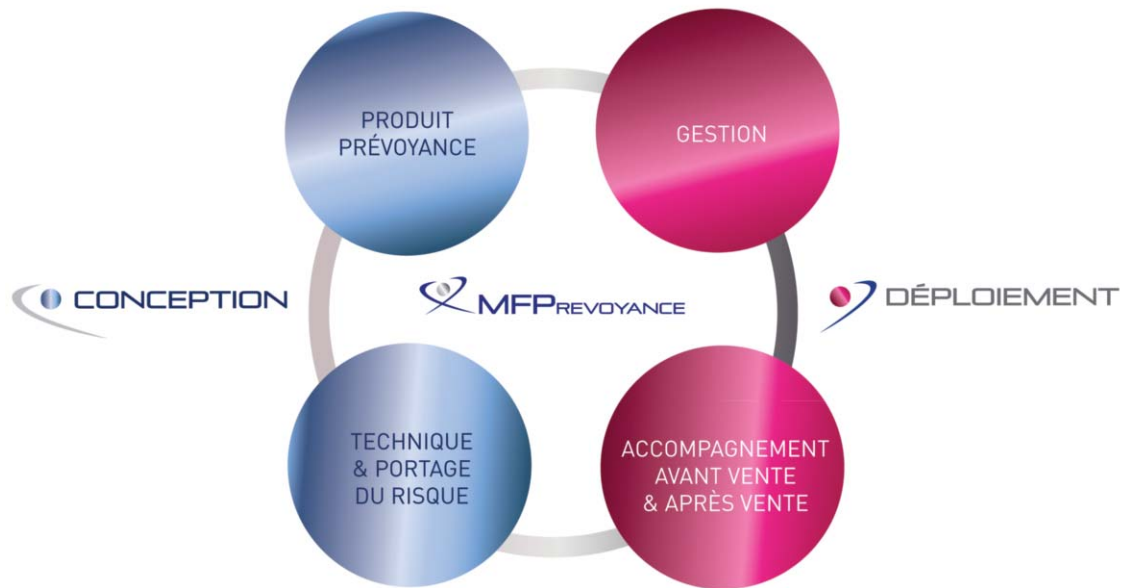 PRODUIT
PRÉVOYANCE
GESTION
CONCEPTION
MFPREVOYANCE
DÉPLOIEMENT
TECHNIQUE
& PORTAGE
DU RISQUE
ACCOMPAGNEMENT
AVANT VENTE
& APRÈS VENTE